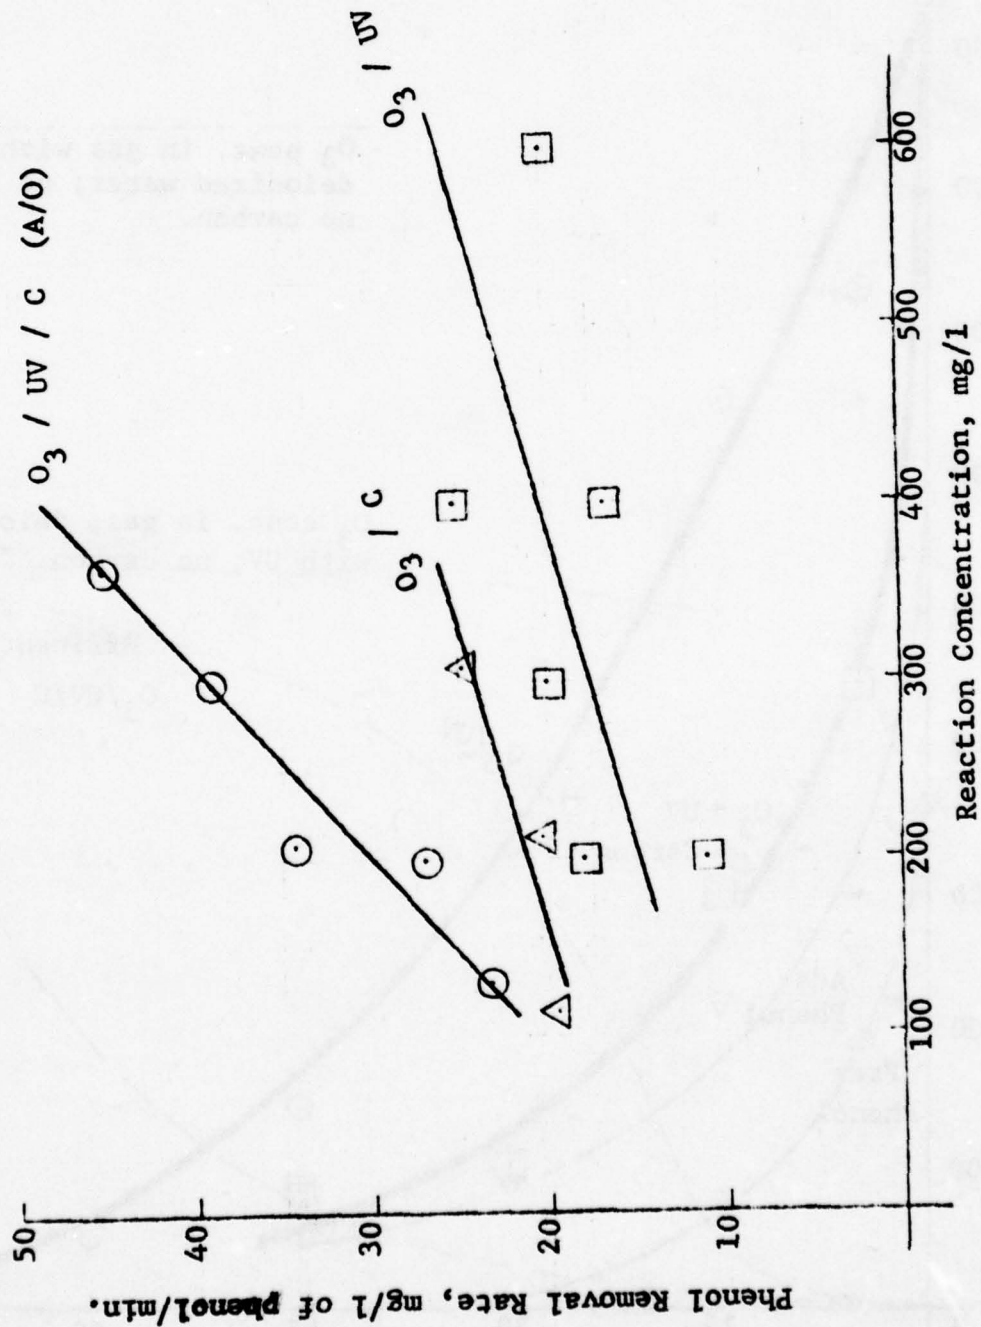 O3 / UV / C (A/O)
O3 / C
O3 / UV
50
40
30
20
10
100
200
300
400
500
600
Phenol Removal Rate, mg/l of phenol/min.
Reaction Concentration, mg/l